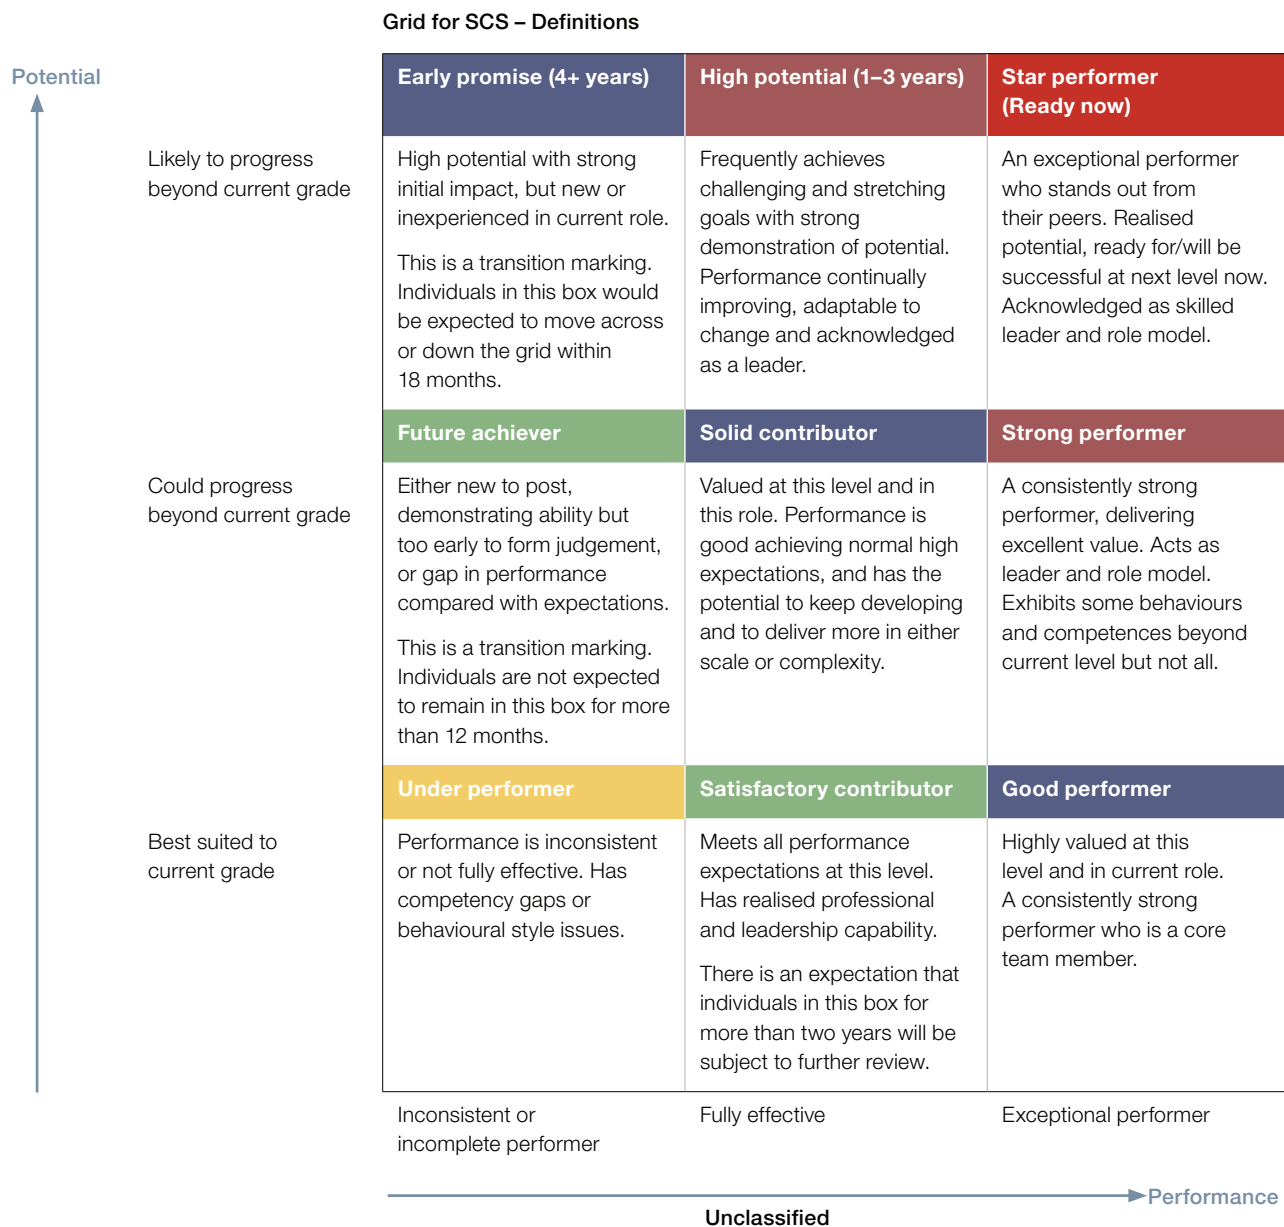 Grid for SCS – Definitions
Potential
Early promise (4+ years)
High potential (1–3 years)
Star performer
(Ready now)
Likely to progress
beyond current grade
High potential with strong
initial impact, but new or
inexperienced in current role.
This is a transition marking.
Individuals in this box would
be expected to move across
or down the grid within
18 months.
Frequently achieves
challenging and stretching
goals with strong
demonstration of potential.
Performance continually
improving, adaptable to
change and acknowledged
as a leader.
An exceptional performer
who stands out from
their peers. Realised
potential, ready for/will be
successful at next level now.
Acknowledged as skilled
leader and role model.
Future achiever
Solid contributor
Strong performer
Could progress
beyond current grade
Either new to post,
demonstrating ability but
too early to form judgement,
or gap in performance
compared with expectations.
This is a transition marking.
Individuals are not expected
to remain in this box for more
than 12 months.
Valued at this level and in
this role. Performance is
good achieving normal high
expectations, and has the
potential to keep developing
and to deliver more in either
scale or complexity.
A consistently strong
performer, delivering
excellent value. Acts as
leader and role model.
Exhibits some behaviours
and competences beyond
current level but not all.
Under performer
Satisfactory contributor
Good performer
Best suited to
current grade
Performance is inconsistent
or not fully effective. Has
competency gaps or
behavioural style issues.
Meets all performance
expectations at this level.
Has realised professional
and leadership capability.
There is an expectation that
individuals in this box for
more than two years will be
subject to further review.
Highly valued at this
level and in current role.
A consistently strong
performer who is a core
team member.
Inconsistent or
incomplete performer
Fully effective
Exceptional performer
Performance
Unclassified